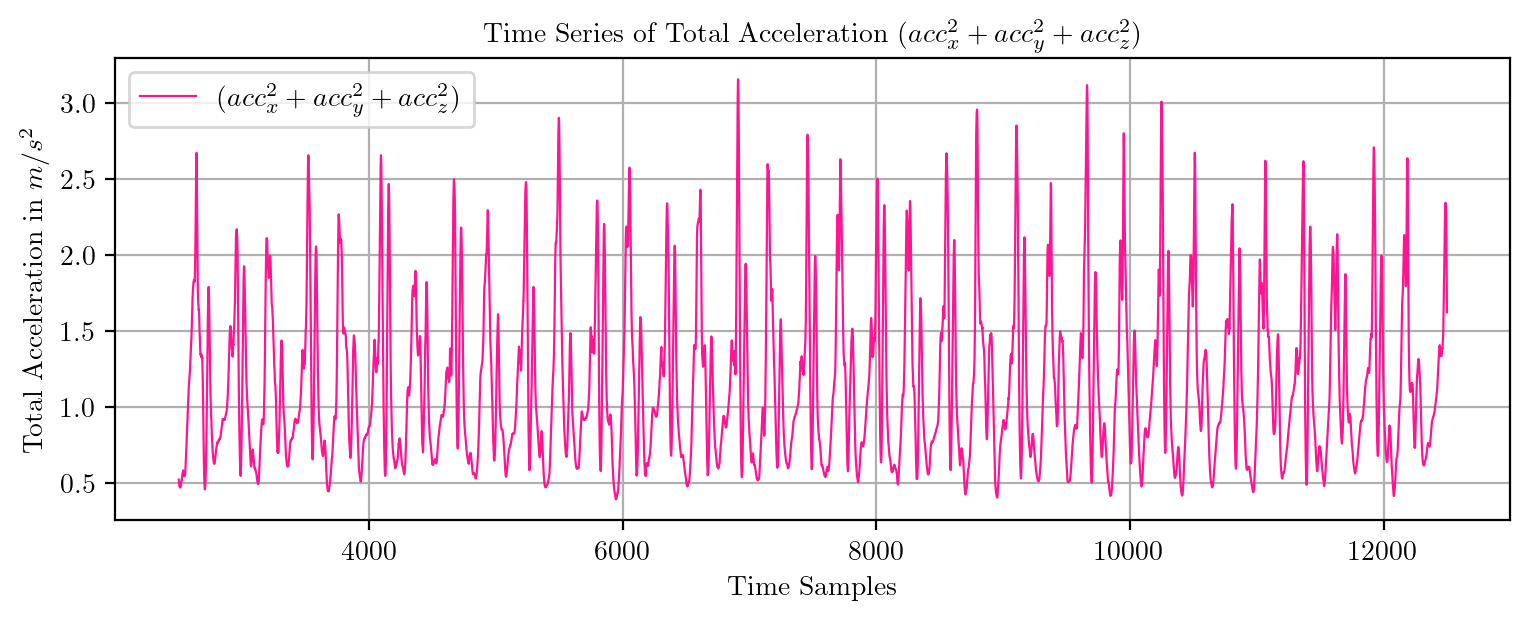 Time Series of Total Acceleration $(acc_x^2 + acc_y^2 + acc_z^2)$
$(acc_x^2 + acc_y^2 + acc_z^2)$
Total Acceleration in $m/s^2$
3.0
2.5
2.0
1.5
1.0
0.5
4000 6000 8000 10000 12000
Time Samples